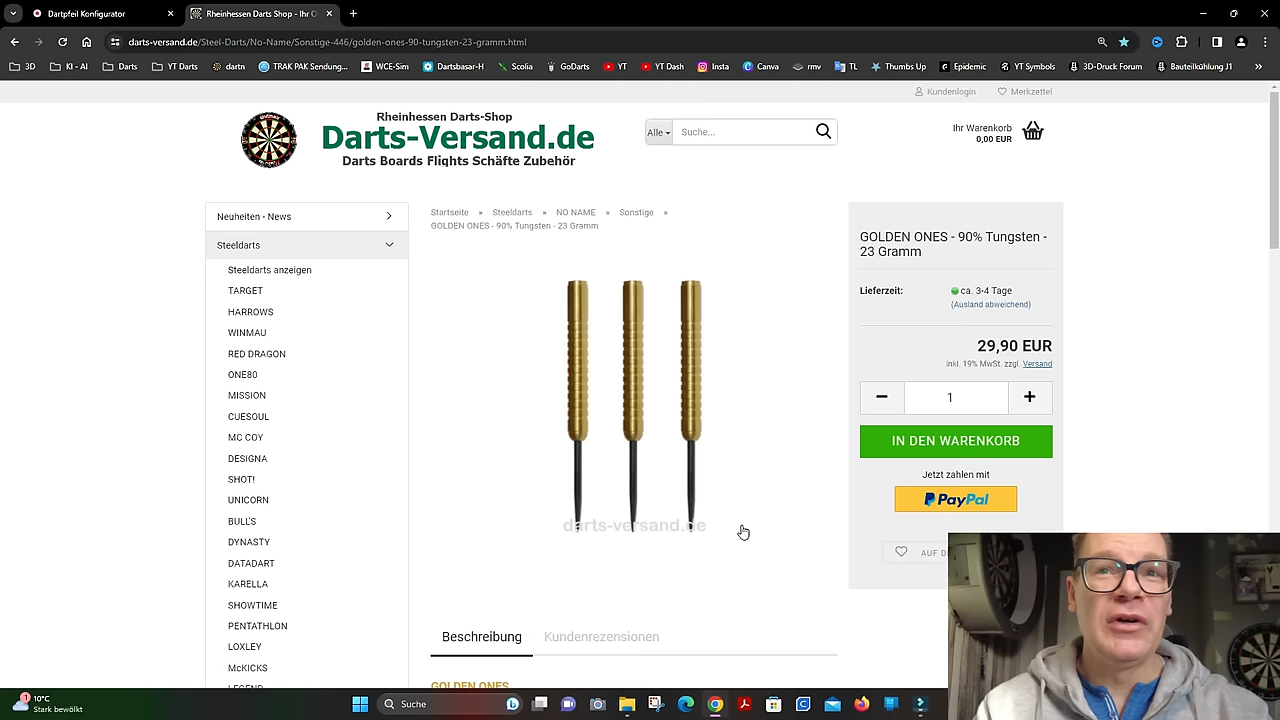 Dartpfeil Konfigurator
Rheinhessen Darts Shop - Ihr O
darts-versand.de/Steel-Darts/No-Name/Sonstige-446/golden-ones-90-tungsten-23-gramm.html
3D
KI - AI
Darts
YT Darts
dartn
TRAK PAK Sendung...
WCE-Sim
Dartsbasar-H
Scolia
GoDarts
YT
YT Dash
Insta
Canva
rmv
TL
Thumbs Up
Epidemic
YT Symbols
3D-Druck Forum
Bauteilkühlung J1
Kundenlogin
Merkzettel
Rheinhessen Darts-Shop
Darts-Versand.de
Darts Boards Flights Schäfte Zubehör
Alle
Suche...
Ihr Warenkorb
0,00 EUR
Neuheiten - News
Steeldarts
Steeldarts anzeigen
TARGET
HARROWS
WINMAU
RED DRAGON
ONE80
MISSION
CUESOUL
MC COY
DESIGNA
SHOT!
UNICORN
BULL'S
DYNASTY
DATADART
KARELLA
SHOWTIME
PENTATHLON
LOXLEY
McKICKS
LEGEND
Startseite » Steeldarts » NO NAME » Sonstige »
GOLDEN ONES - 90% Tungsten - 23 Gramm
darts-versand.de
Beschreibung
Kundenrezensionen
GOLDEN ONES
GOLDEN ONES - 90% Tungsten -
23 Gramm
Lieferzeit:
ca. 3-4 Tage
(Ausland abweichend)
29,90 EUR
inkl. 19% MwSt. zzgl. Versand
1
IN DEN WARENKORB
Jetzt zahlen mit
PayPal
AUF DE
1
10°C
Stark bewölkt
Suche